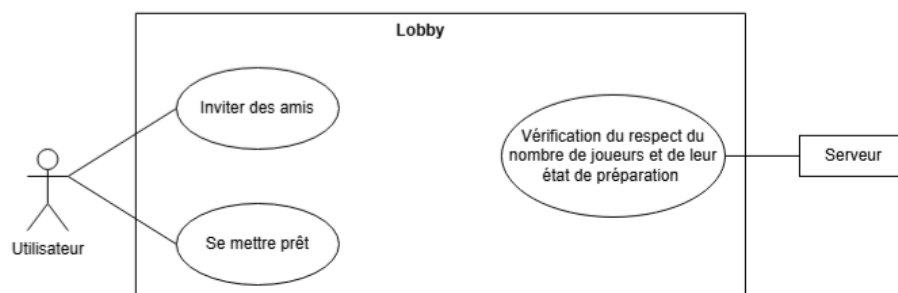 Lobby
Inviter des amis
Vérification du respect du
nombre de joueurs et de leur
état de préparation
Serveur
Utilisateur
Se mettre prêt